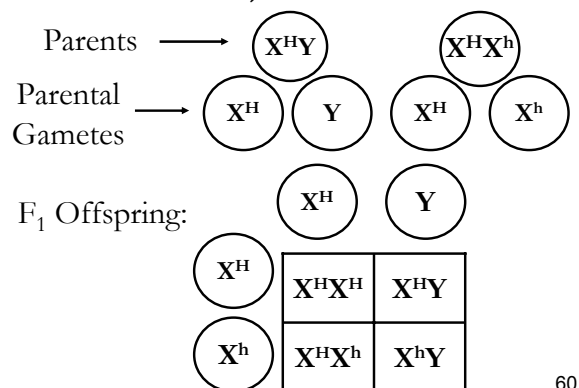 Parents XᴴY XᴴXʰ
Parental
Gametes Xᴴ Y Xᴴ Xʰ
Xᴴ Y
F₁ Offspring:
Xᴴ XᴴXᴴ XᴴY
Xʰ XᴴXʰ XʰY
60